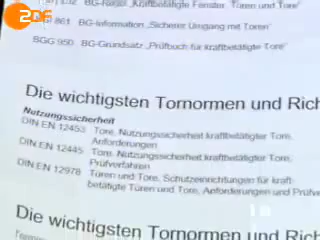 ZDF
BG-Regel „Kraftbetätigte Fenster, Türen und Tore"
861 BG-Information „Sicherer Umgang mit Toren"
BGG 950 BG-Grundsatz „Prüfbuch für kraftbetätigte Tore"
Die wichtigsten Tornormen und Rich
Nutzungssicherheit
DIN EN 12453 Tore, Nutzungssicherheit kraftbetätigter Tore,
Anforderungen
DIN EN 12445 Tore, Nutzungssicherheit kraftbetätigter Tore,
Prüfverfahren
DIN EN 12978 Türen und Tore, Schutzeinrichtungen für kraft-
betätigte Türen und Tore, Anforderungen und Prüfve
Die wichtigsten Tornormen und Rich